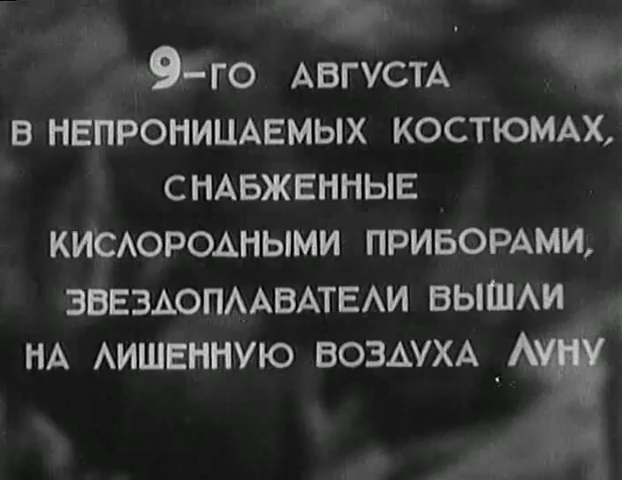 9-го АВГУСТА
В НЕПРОНИЦАЕМЫХ КОСТЮМАХ,
СНАБЖЕННЫЕ
КИСЛОРОДНЫМИ ПРИБОРАМИ,
ЗВЕЗДОПЛАВАТЕЛИ ВЫШЛИ
НА ЛИШЕННУЮ ВОЗДУХА ЛУНУ